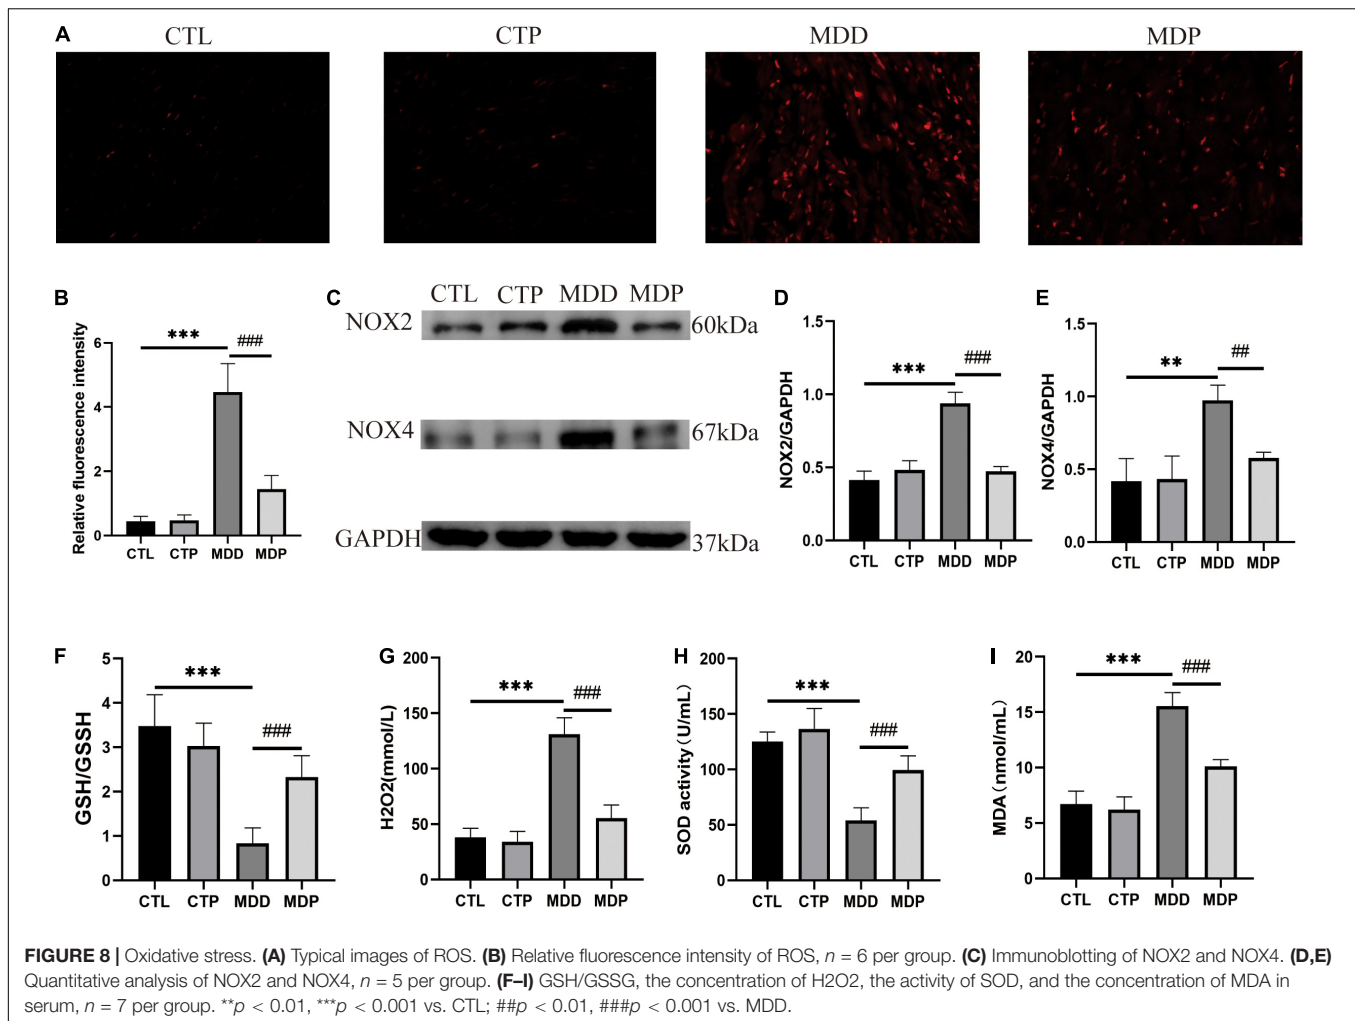 A
CTL
CTP
MDD
MDP
B
Relative fluorescence intensity
6
4
2
0
***
###
CTL CTP MDD MDP
C
CTL CTP MDD MDP
NOX2
60kDa
NOX4
67kDa
GAPDH
37kDa
D
NOX2/GAPDH
1.5
1.0
0.5
0.0
***
###
CTL CTP MDD MDP
E
NOX4/GAPDH
1.5
1.0
0.5
0.0
**
##
CTL CTP MDD MDP
F
GSH/GSSH
5
4
3
2
1
0
***
###
CTL CTP MDD MDP
G
H2O2(mmol/L)
200
150
100
50
0
***
###
CTL CTP MDD MDP
H
SOD activity(U/mL)
200
150
100
50
0
***
###
CTL CTP MDD MDP
I
MDA(nmol/mL)
20
15
10
5
0
***
###
CTL CTP MDD MDP
FIGURE 8 | Oxidative stress. (A) Typical images of ROS. (B) Relative fluorescence intensity of ROS, n = 6 per group. (C) Immunoblotting of NOX2 and NOX4. (D,E)
Quantitative analysis of NOX2 and NOX4, n = 5 per group. (F–I) GSH/GSSG, the concentration of H2O2, the activity of SOD, and the concentration of MDA in
serum, n = 7 per group. **p < 0.01, ***p < 0.001 vs. CTL; ##p < 0.01, ###p < 0.001 vs. MDD.